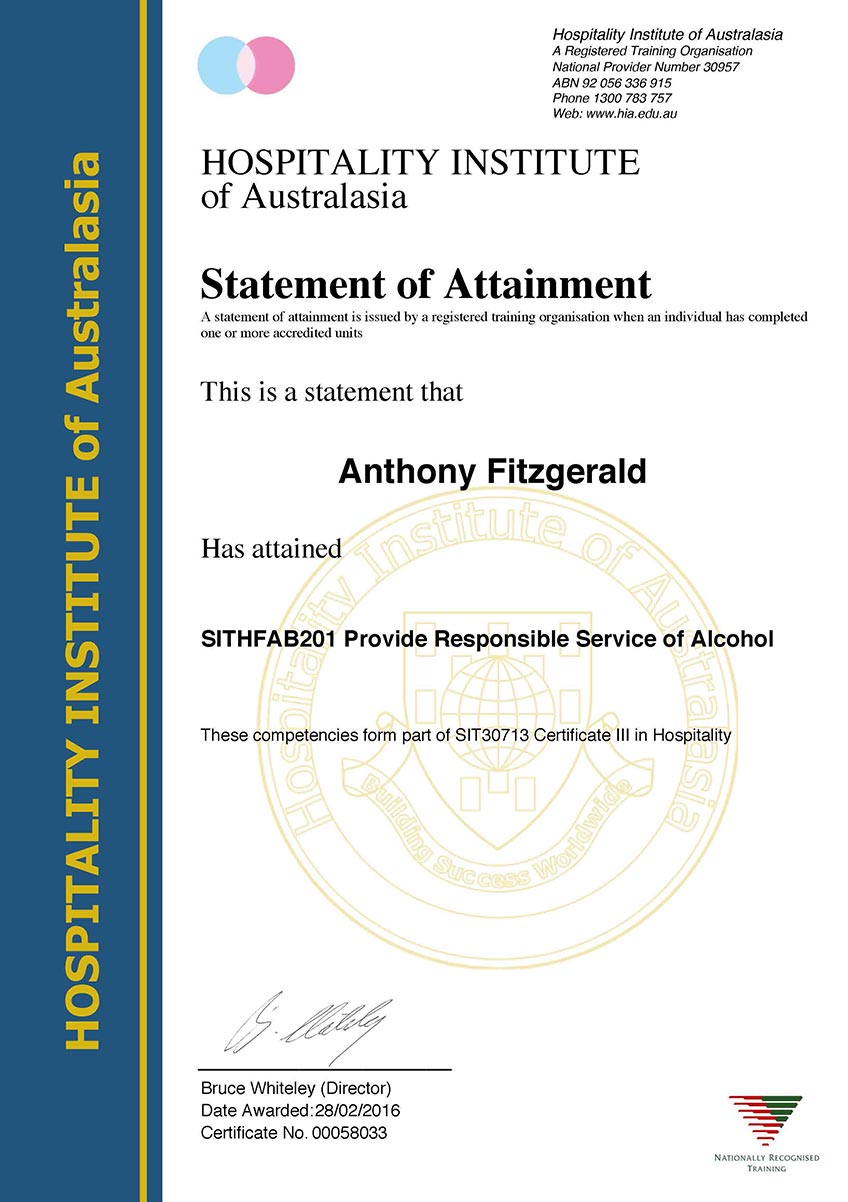 Hospitality Institute of Australasia
A Registered Training Organisation
National Provider Number 30957
ABN 92 056 336 915
Phone 1300 783 757
Web: www.hia.edu.au
HOSPITALITY INSTITUTE of Australasia
HOSPITALITY INSTITUTE
of Australasia
Statement of Attainment
A statement of attainment is issued by a registered training organisation when an individual has completed
one or more accredited units
This is a statement that
Anthony Fitzgerald
Hospitality Institute of Australasia
Has attained
SITHFAB201 Provide Responsible Service of Alcohol
These competencies form part of SIT30713 Certificate III in Hospitality
Building Success Worldwide
Bruce Whiteley (Director)
Date Awarded:28/02/2016
Certificate No. 00058033
NATIONALLY RECOGNISED
TRAINING